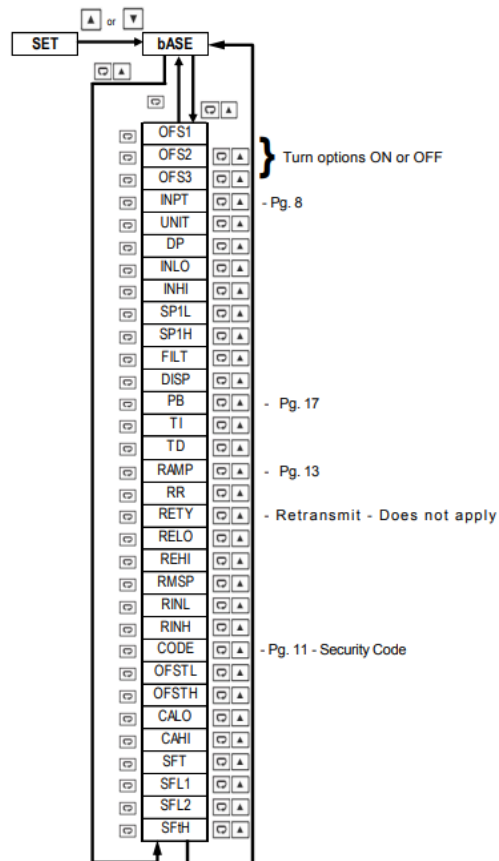 or
SET
bASE
OFS1
OFS2
} Turn options ON or OFF
OFS3
INPT - Pg. 8
UNIT
DP
INLO
INHI
SP1L
SP1H
FILT
DISP
PB - Pg. 17
TI
TD
RAMP - Pg. 13
RR
RETY - Retransmit - Does not apply
RELO
REHI
RMSP
RINL
RINH
CODE - Pg. 11 - Security Code
OFSTL
OFSTH
CALO
CAHI
SFT
SFL1
SFL2
SFtH